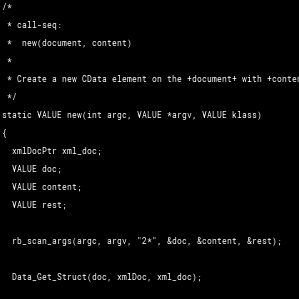 /*
* call-seq:
* new(document, content)
*
* Create a new CData element on the +document+ with
*/
static VALUE new(int argc, VALUE *argv, VALUE klass)
{
xmlDocPtr xml_doc;
VALUE doc;
VALUE content;
VALUE rest;
rb_scan_args(argc, argv, "2*", &doc, &content, &rest);
Data_Get_Struct(doc, xmlDoc, xml_doc);